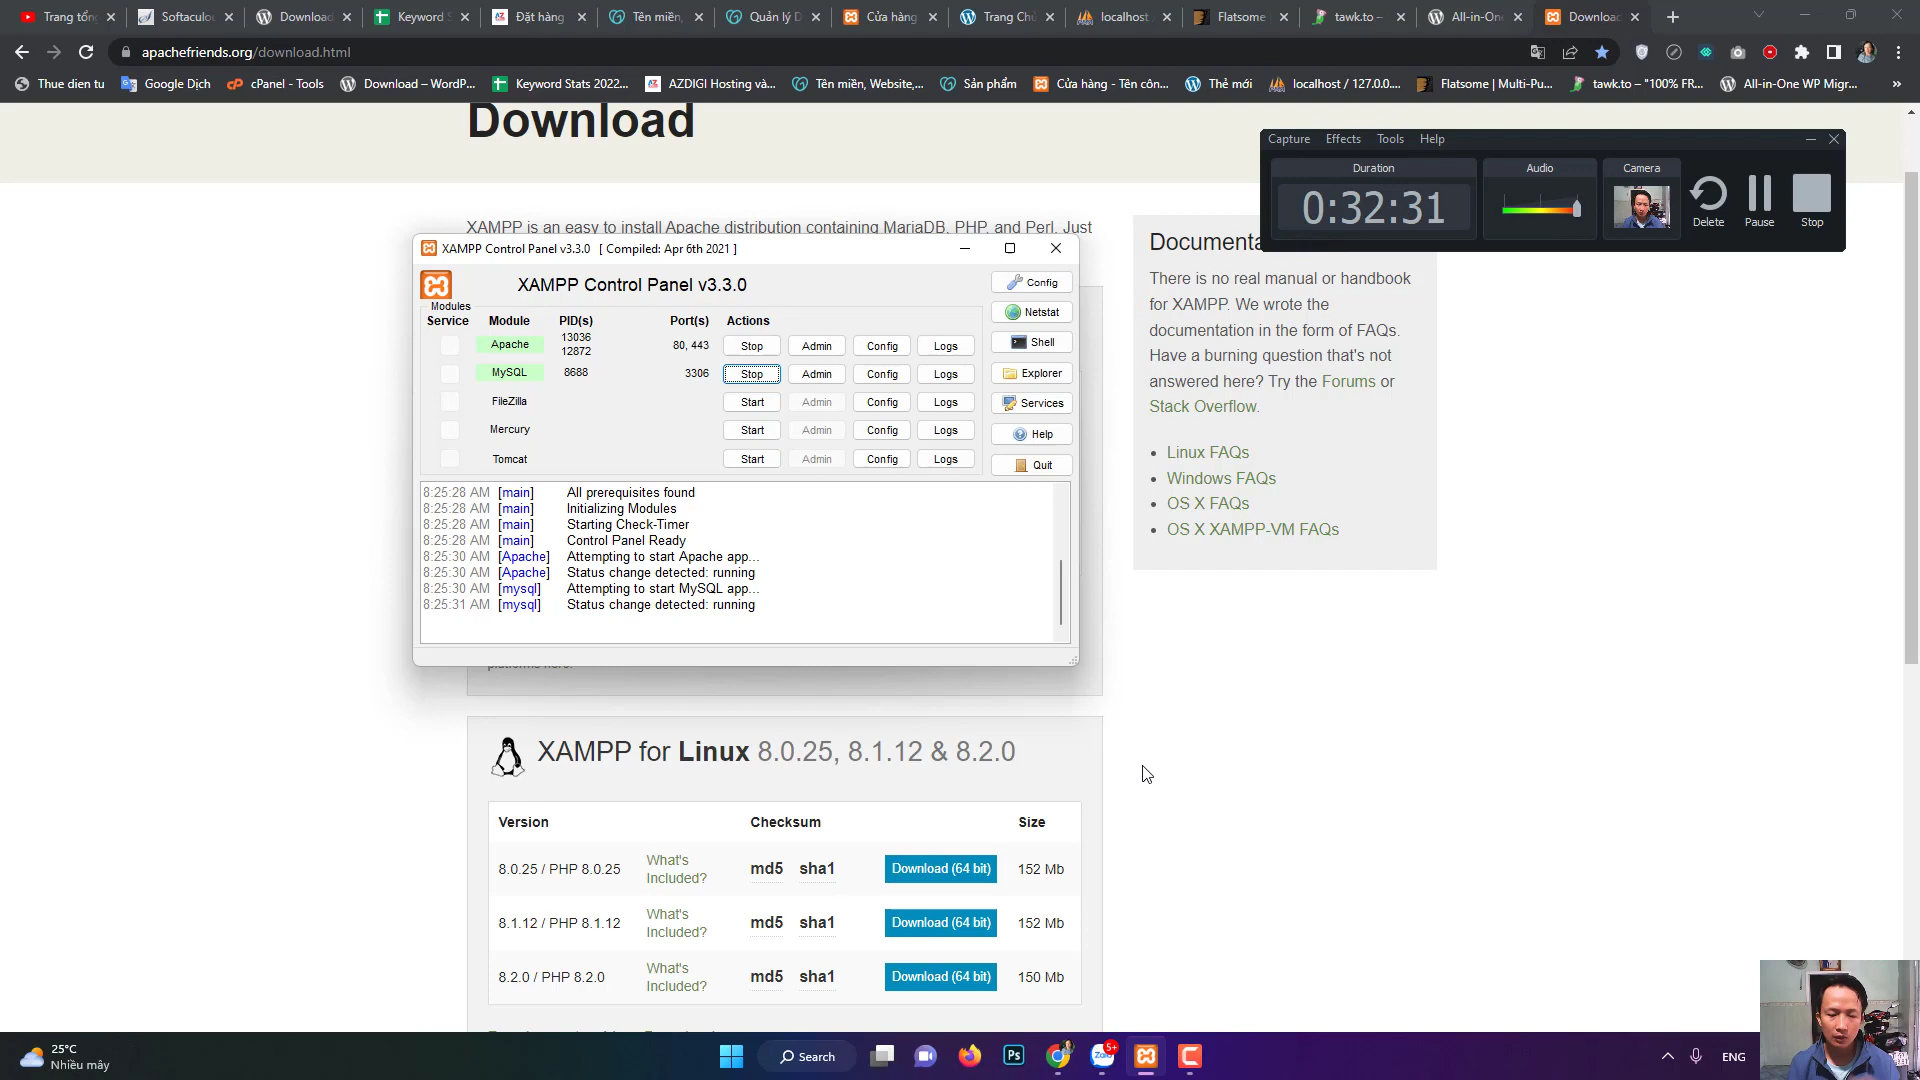 Trang tổng
Softaculou
Download
Keyword S
Đặt hàng
Tên miền,
Quản lý D
Cửa hàng
Trang Chủ
localhost
Flatsome
tawk.to –
All-in-On
Downloa
apachefriends.org/download.html
Thue dien tu
Google Dịch
cPanel - Tools
Download – WordP...
Keyword Stats 2022...
AZDIGI Hosting và...
Tên miền, Website,...
Sản phẩm
Cửa hàng - Tên côn...
Thẻ mới
localhost / 127.0.0....
Flatsome | Multi-Pu...
tawk.to – "100% FR...
All-in-One WP Migr...
»
Download
XAMPP is an easy to install Apache distribution containing MariaDB, PHP, and Perl. Just
Capture Effects Tools Help
Duration
0:32:31
Audio
Camera
Delete
Pause
Stop
XAMPP Control Panel v3.3.0 [ Compiled: Apr 6th 2021 ]
XAMPP Control Panel v3.3.0
Modules
Service Module PID(s) Port(s) Actions
Apache 13036 12872 80, 443 Stop Admin Config Logs
MySQL 8688 3306 Stop Admin Config Logs
FileZilla Start Admin Config Logs
Mercury Start Admin Config Logs
Tomcat Start Admin Config Logs
Config
Netstat
Shell
Explorer
Services
Help
Quit
8:25:28 AM [main] All prerequisites found
8:25:28 AM [main] Initializing Modules
8:25:28 AM [main] Starting Check-Timer
8:25:28 AM [main] Control Panel Ready
8:25:30 AM [Apache] Attempting to start Apache app...
8:25:30 AM [Apache] Status change detected: running
8:25:30 AM [mysql] Attempting to start MySQL app...
8:25:31 AM [mysql] Status change detected: running
Documenta
There is no real manual or handbook
for XAMPP. We wrote the
documentation in the form of FAQs.
Have a burning question that's not
answered here? Try the Forums or
Stack Overflow.
• Linux FAQs
• Windows FAQs
• OS X FAQs
• OS X XAMPP-VM FAQs
XAMPP for Linux 8.0.25, 8.1.12 & 8.2.0
Version Checksum Size
8.0.25 / PHP 8.0.25 What's Included? md5 sha1 Download (64 bit) 152 Mb
8.1.12 / PHP 8.1.12 What's Included? md5 sha1 Download (64 bit) 152 Mb
8.2.0 / PHP 8.2.0 What's Included? md5 sha1 Download (64 bit) 150 Mb
25°C
Nhiều mây
Search
Ps
Zalo
5+
ENG